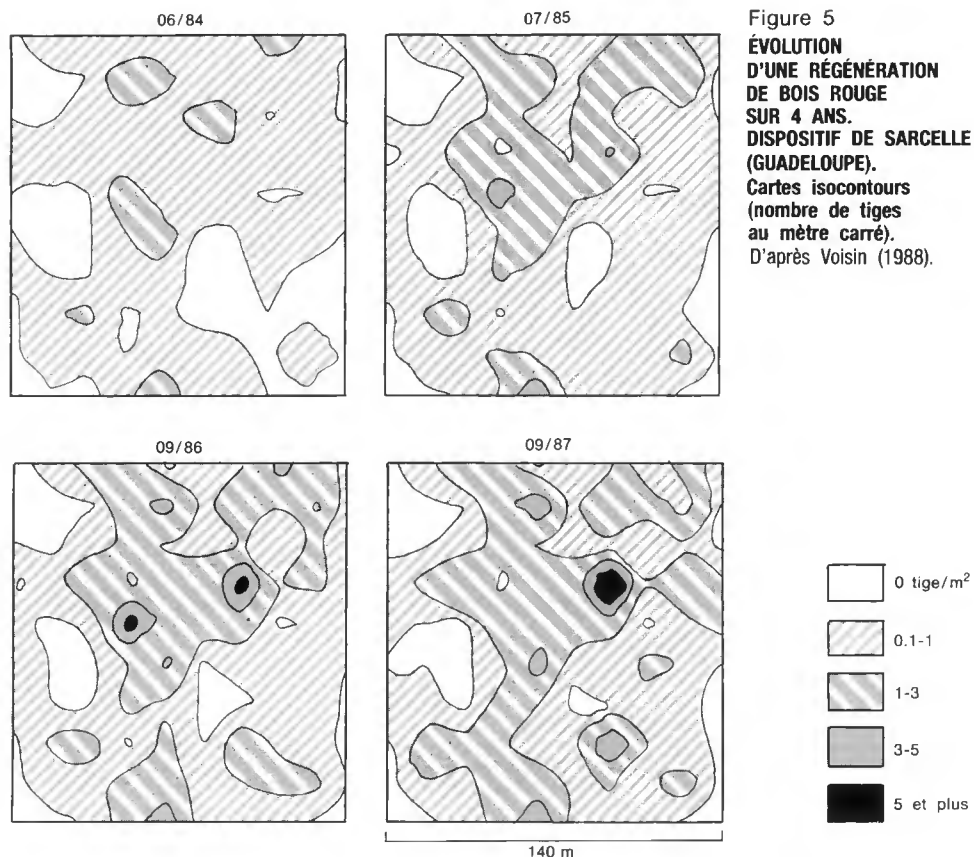 06/84
07/85
Figure 5
ÉVOLUTION
D'UNE RÉGÉNÉRATION
DE BOIS ROUGE
SUR 4 ANS.
DISPOSITIF DE SARCELLE
(GUADELOUPE).
Cartes isocontours
(nombre de tiges
au mètre carré).
D'après Voisin (1988).
09/86
09/87
0 tige/m²
0.1-1
1-3
3-5
5 et plus
140 m